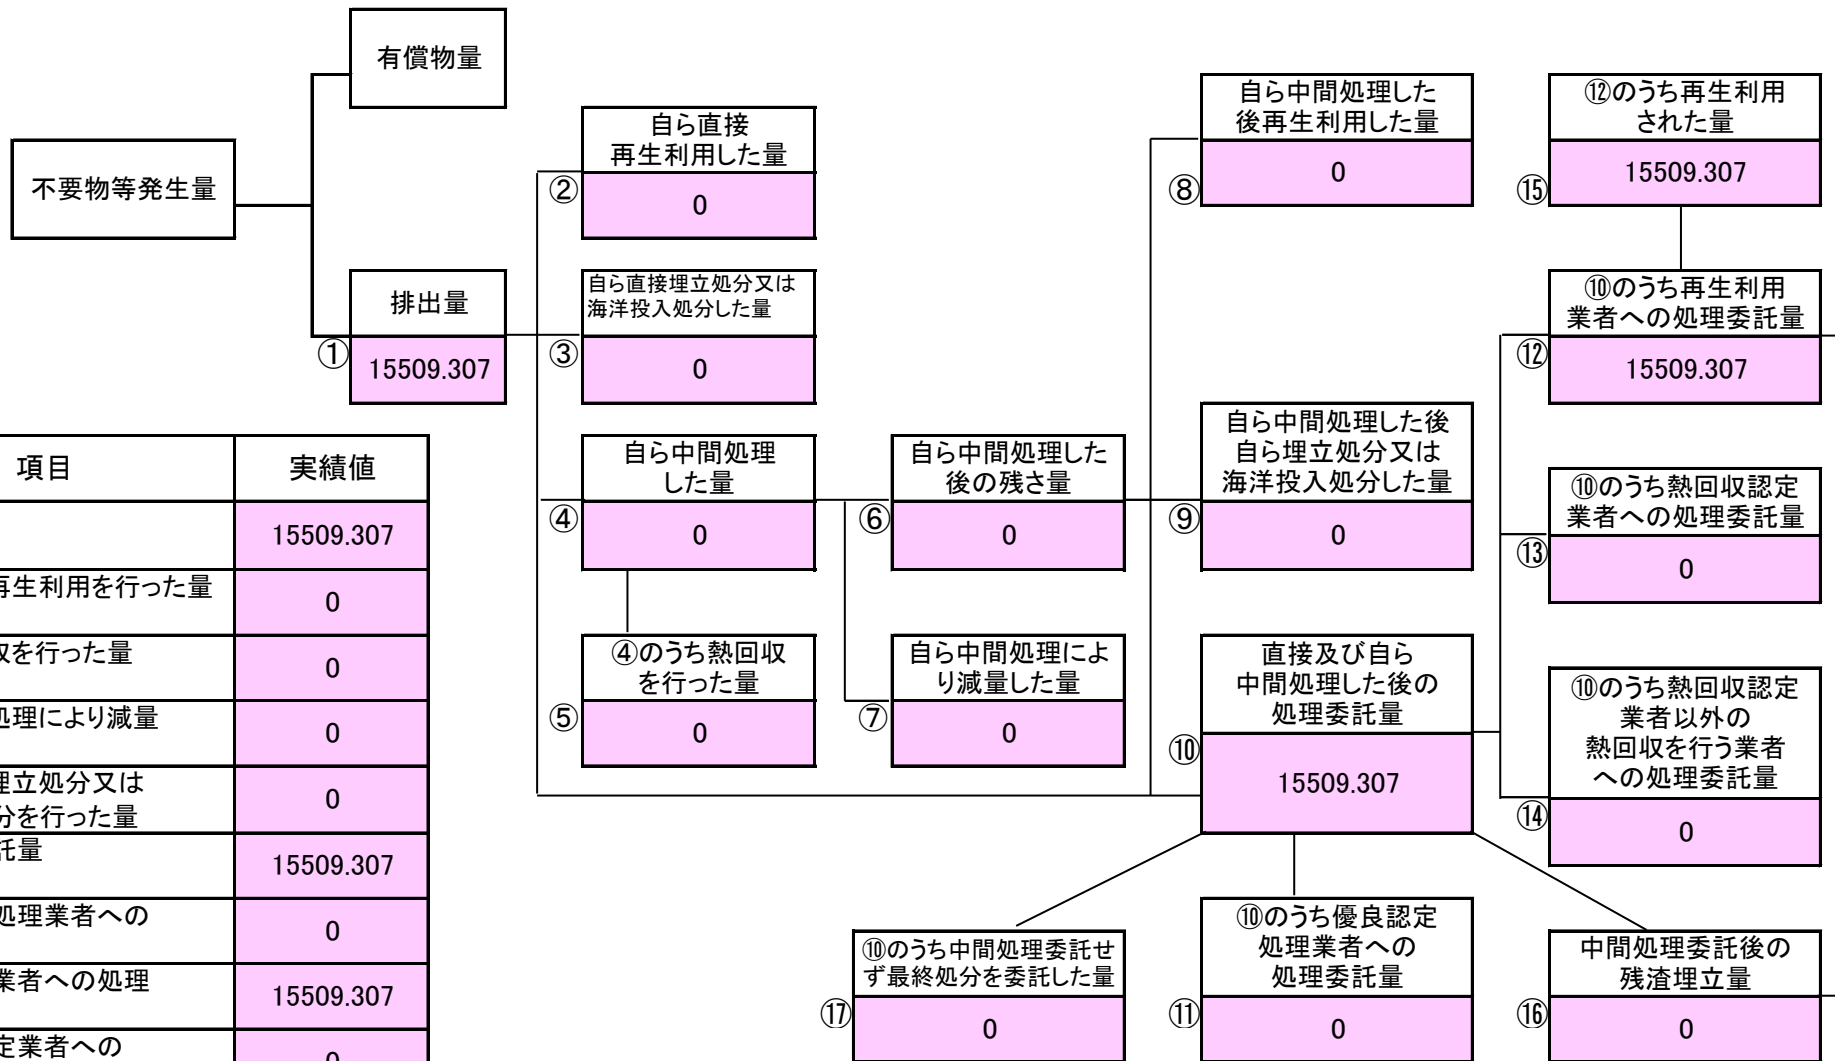 有償物量
不要物等発生量
排出量
①
15509.307
自ら直接
再生利用した量
②
0
自ら直接埋立処分又は
海洋投入処分した量
③
0
自ら中間処理
した量
④
0
④のうち熱回収
を行った量
⑤
0
自ら中間処理した
後の残さ量
⑥
0
自ら中間処理によ
り減量した量
⑦
0
自ら中間処理した
後再生利用した量
⑧
0
自ら中間処理した後
自ら埋立処分又は
海洋投入処分した量
⑨
0
直接及び自ら
中間処理した後の
処理委託量
⑩
15509.307
⑫のうち再生利用
された量
⑮
15509.307
⑩のうち再生利用
業者への処理委託量
⑫
15509.307
⑩のうち熱回収認定
業者への処理委託量
⑬
0
⑩のうち熱回収認定
業者以外の
熱回収を行う業者
への処理委託量
⑭
0
⑩のうち中間処理委託せ
ず最終処分を委託した量
⑰
0
⑩のうち優良認定
処理業者への
処理委託量
⑪
0
中間処理委託後の
残渣埋立量
⑯
0
項目 実績値
15509.307
再生利用を行った量 0
を行った量 0
処理により減量 0
埋立処分又は
分を行った量 0
託量 15509.307
処理業者への 0
業者への処理 15509.307
定業者への 0